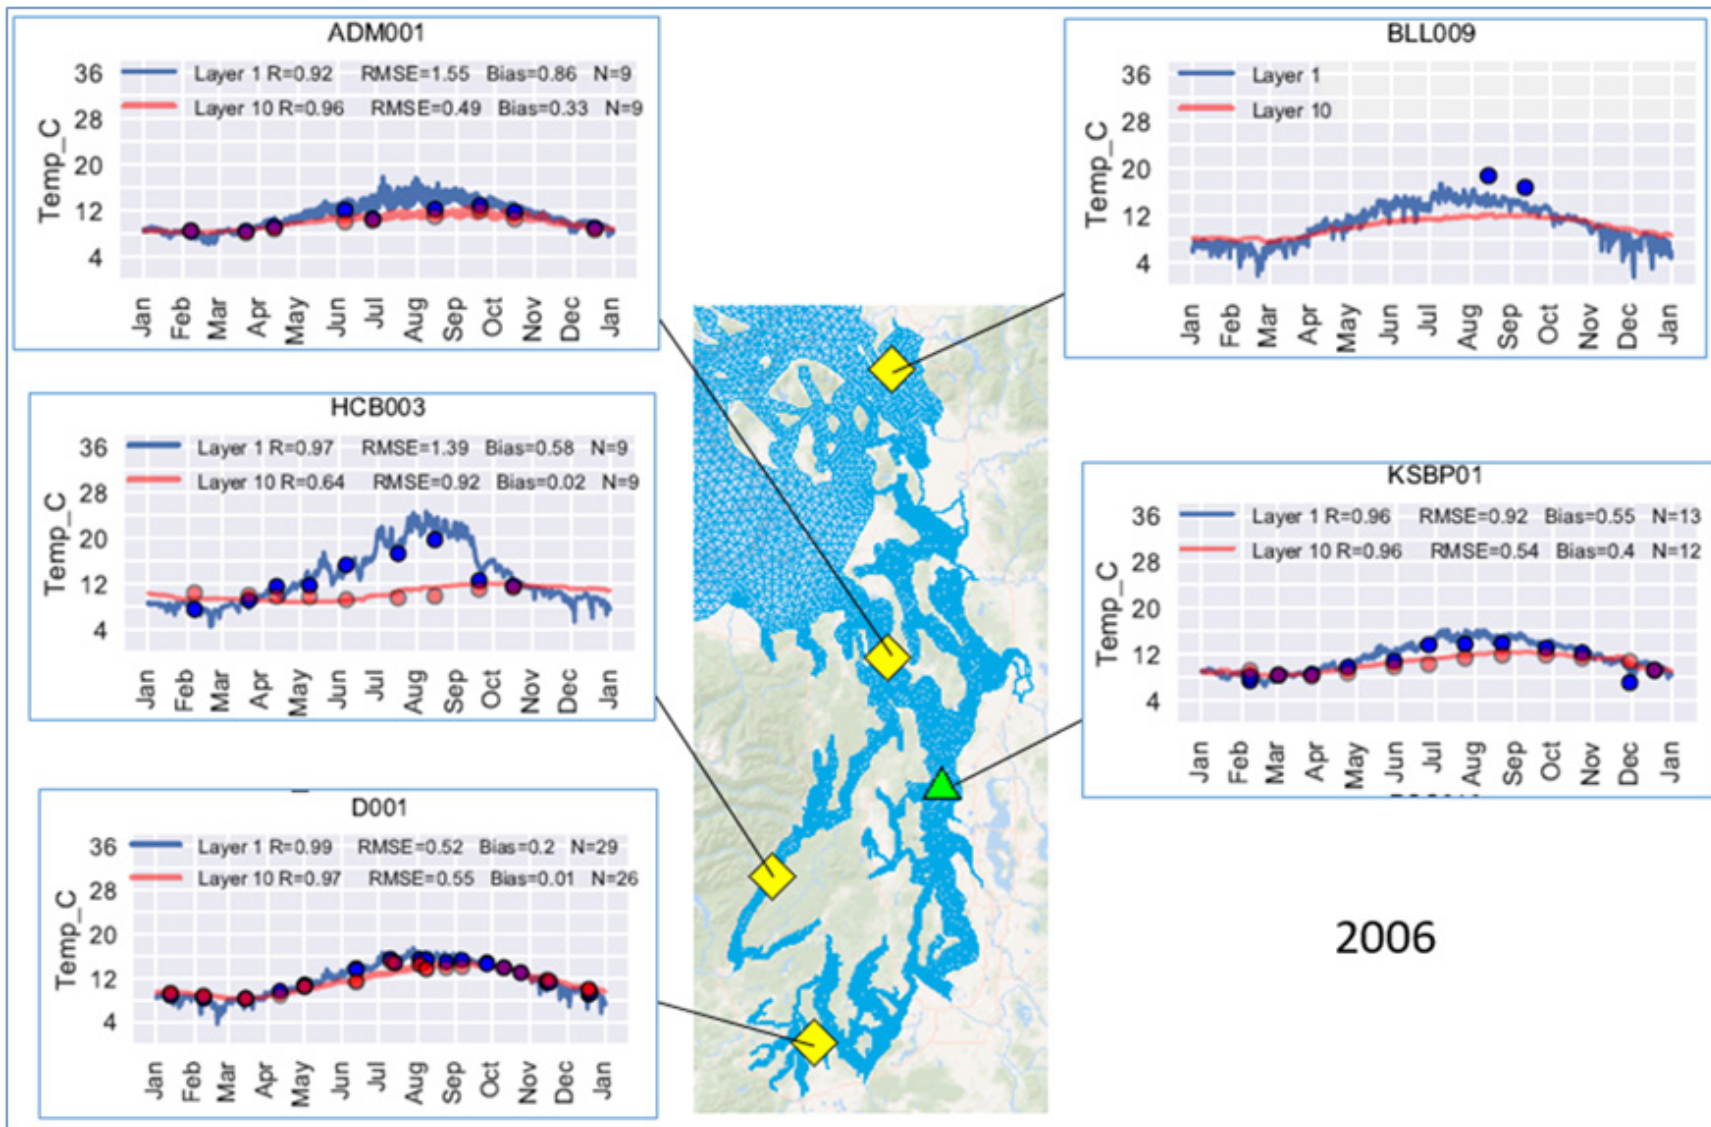 ADM001
Layer 1 R=0.92 RMSE=1.55 Bias=0.86 N=9
Layer 10 R=0.96 RMSE=0.49 Bias=0.33 N=9
Temp_C
36
28
20
12
4
Jan Feb Mar Apr May Jun Jul Aug Sep Oct Nov Dec Jan
BLL009
Layer 1
Layer 10
Temp_C
36
28
20
12
4
Jan Feb Mar Apr May Jun Jul Aug Sep Oct Nov Dec Jan
HCB003
Layer 1 R=0.97 RMSE=1.39 Bias=0.58 N=9
Layer 10 R=0.64 RMSE=0.92 Bias=0.02 N=9
Temp_C
36
28
20
12
4
Jan Feb Mar Apr May Jun Jul Aug Sep Oct Nov Dec Jan
KSBP01
Layer 1 R=0.96 RMSE=0.92 Bias=0.55 N=13
Layer 10 R=0.96 RMSE=0.54 Bias=0.4 N=12
Temp_C
36
28
20
12
4
Jan Feb Mar Apr May Jun Jul Aug Sep Oct Nov Dec Jan
D001
Layer 1 R=0.99 RMSE=0.52 Bias=0.2 N=29
Layer 10 R=0.97 RMSE=0.55 Bias=0.01 N=26
Temp_C
36
28
20
12
4
Jan Feb Mar Apr May Jun Jul Aug Sep Oct Nov Dec Jan
2006